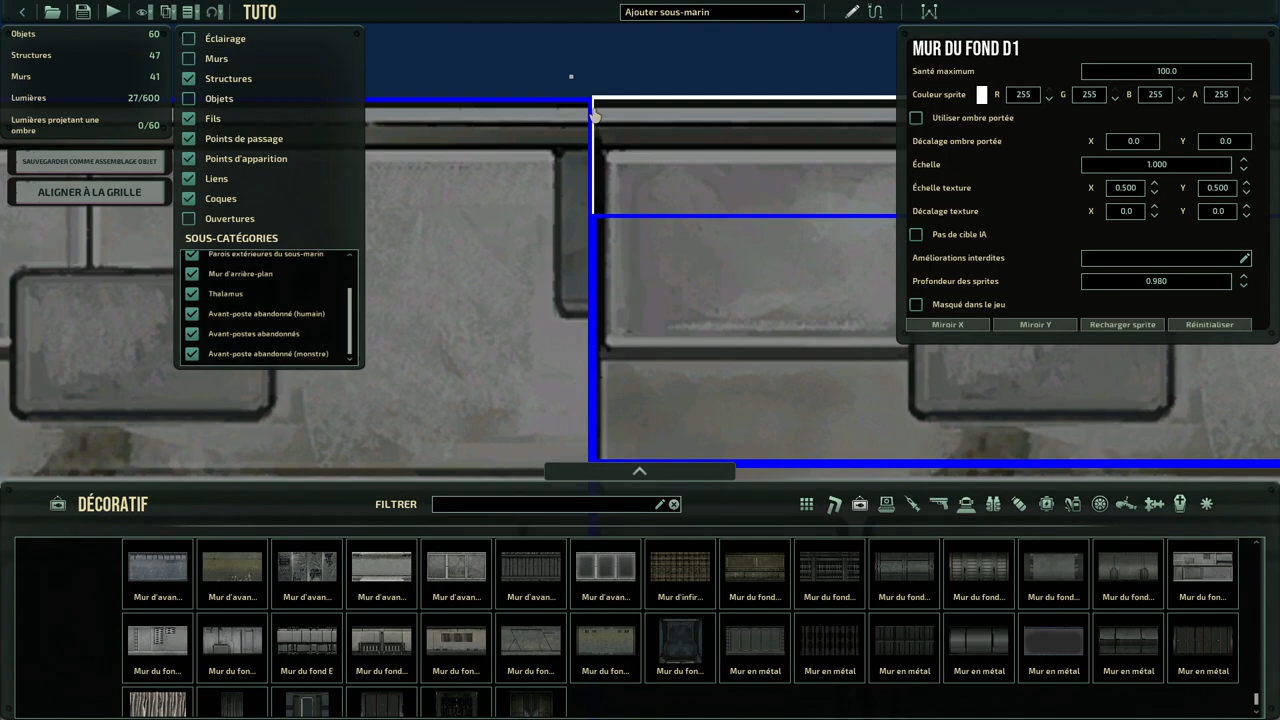 TUTO
Ajouter sous-marin
Objets 60
Structures 47
Murs 41
Lumières 27/600
Lumières projetant une ombre 0/60
SAUVEGARDER COMME ASSEMBLAGE OBJET
ALIGNER À LA GRILLE
Éclairage
Murs
Structures
Objets
Fils
Points de passage
Points d'apparition
Liens
Coques
Ouvertures
SOUS-CATÉGORIES
Parois extérieures du sous-marin
Mur d'arrière-plan
Thalamus
Avant-poste abandonné (humain)
Avant-postes abandonnés
Avant-poste abandonné (monstre)
MUR DU FOND D1
Santé maximum 100.0
Couleur sprite R 255 G 255 B 255 A 255
Utiliser ombre portée
Décalage ombre portée X 0.0 Y 0.0
Échelle 1.000
Échelle texture X 0.500 Y 0.500
Décalage texture X 0.0 Y 0.0
Pas de cible IA
Améliorations interdites
Profondeur des sprites 0.980
Masqué dans le jeu
Miroir X Miroir Y Recharger sprite Réinitialiser
DÉCORATIF FILTRER
Mur d'avan... Mur d'avan... Mur d'avan... Mur d'avan... Mur d'avan... Mur d'avan... Mur d'avan... Mur d'infir... Mur du fond... Mur du fond... Mur du fond... Mur du fond... Mur du fond... Mur du fond... Mur du fon...
Mur du fon... Mur du fon... Mur du fond E Mur du fond... Mur du fon... Mur du fon... Mur du fon... Mur du fon... Mur en métal Mur en métal Mur en métal Mur en métal Mur en métal Mur en métal Mur en métal